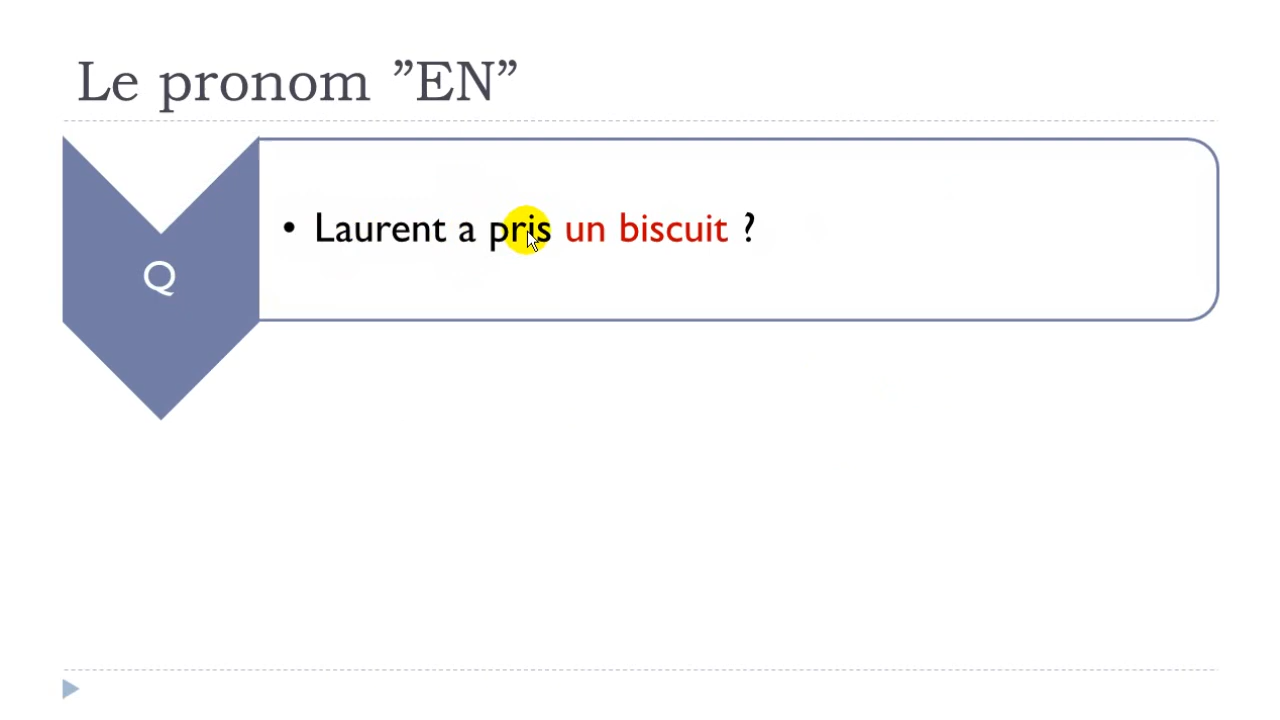 Le pronom ”EN”
Q
• Laurent a pris un biscuit ?